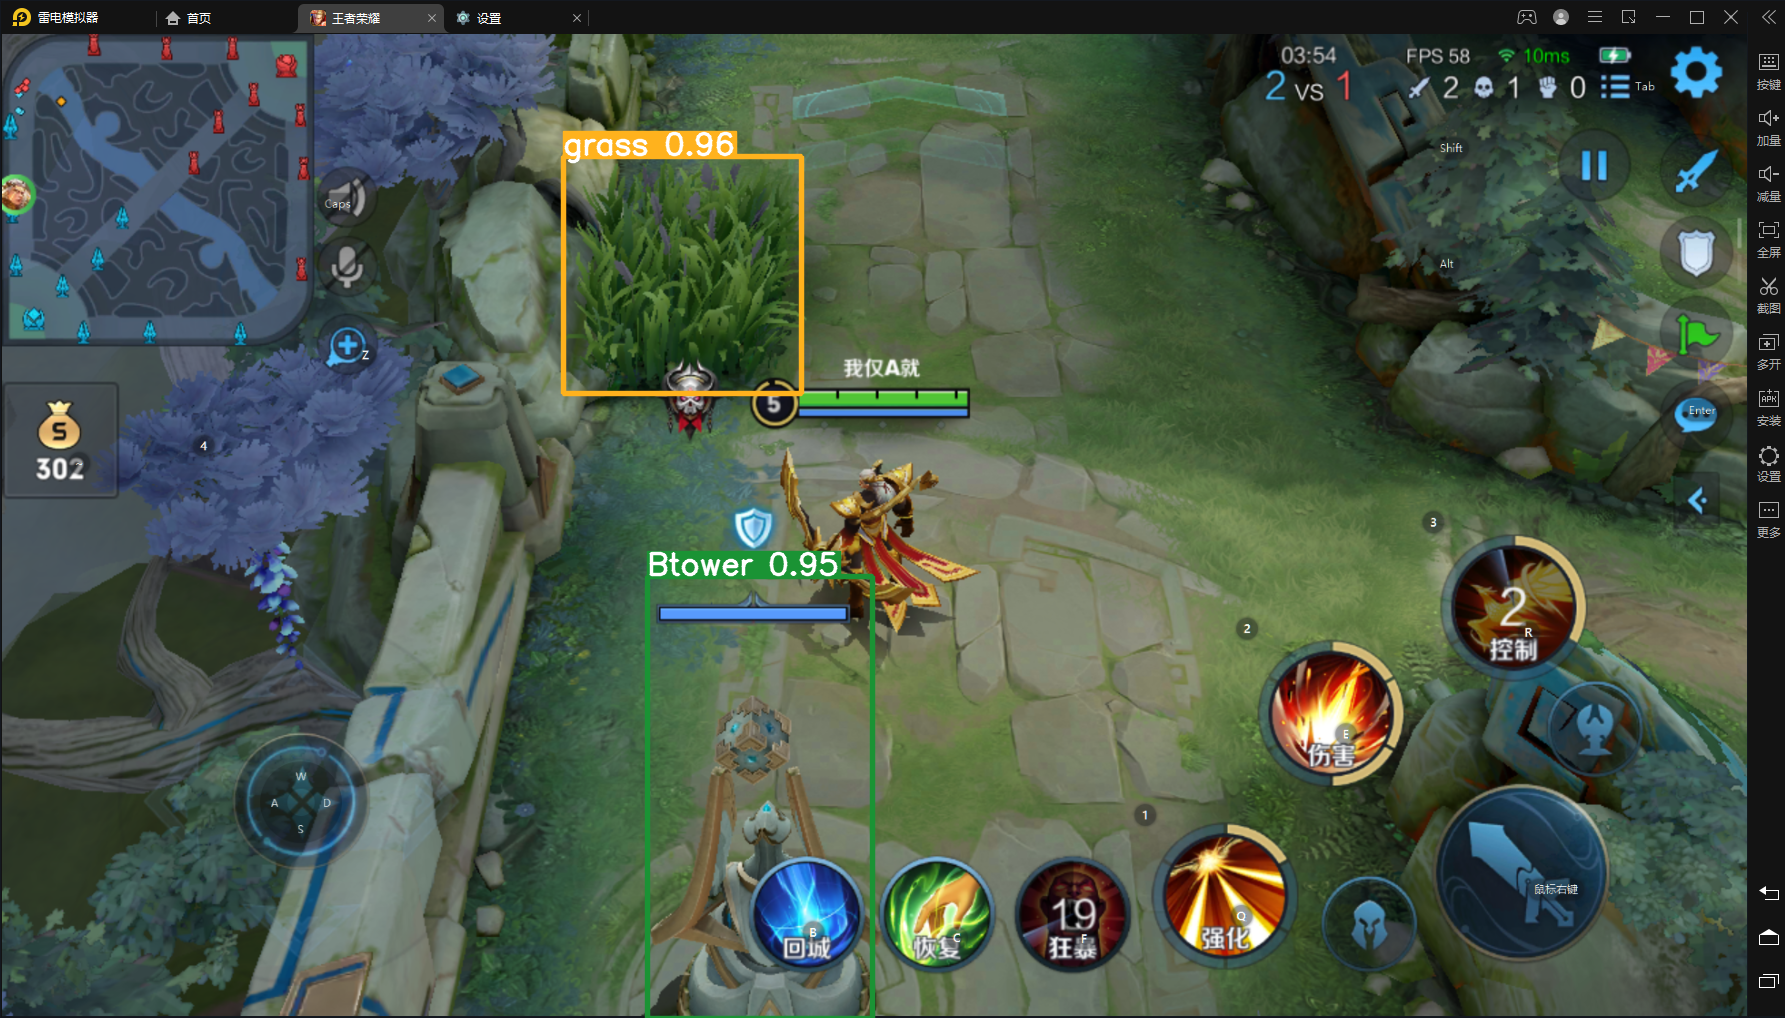 雷电模拟器
首页
王者荣耀
设置
03:54
FPS 58
10ms
2 VS 1
2
1
0
Tab
按键
加量
减量
全屏
截图
多开
安装
设置
更多
APK
grass 0.96
Shift
Caps
Alt
Z
我仅A就
5
Enter
S
302
4
3
Btower 0.95
2
2
R
控制
E
伤害
W
A
D
S
1
鼠标右键
B
回城
C
恢复
19
F
狂暴
Q
强化